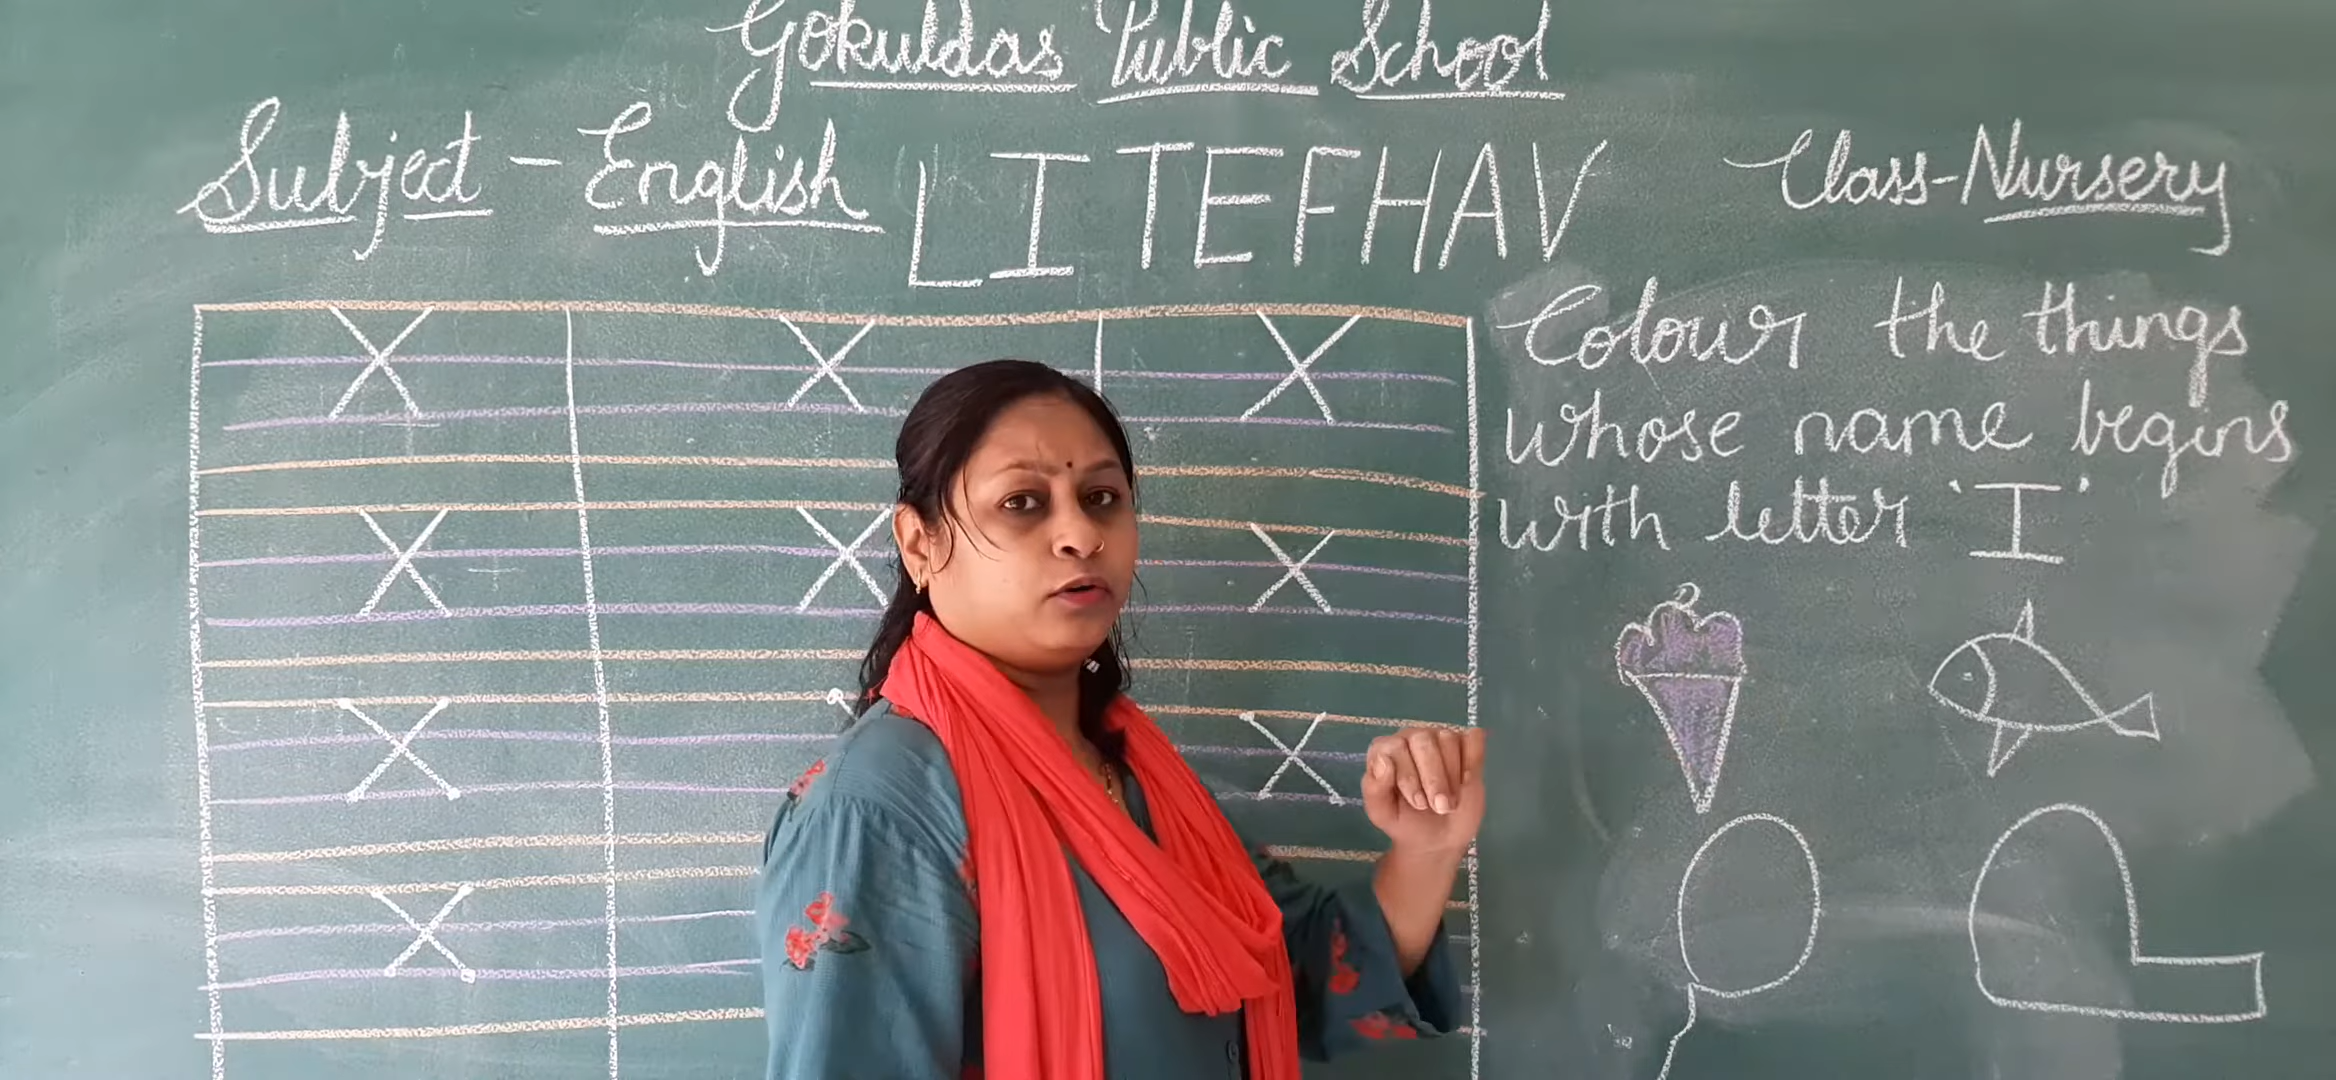 Gokuldas Public School
Subject - English
LITEFHAV
Class-Nursery
X X X
X X X
X X
X
Colour the things
whose name begins
with letter 'I'